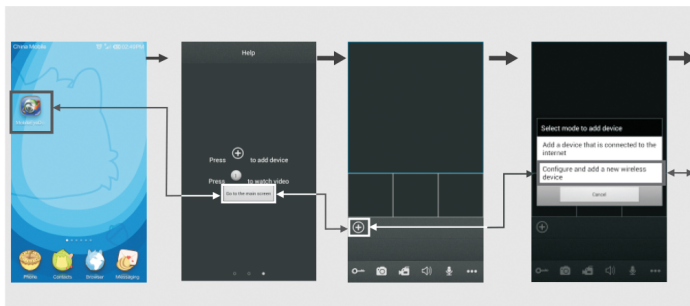 China Mobile
Phone
Contacts
Browser
Messaging
Help
Press to add device
Press to watch video
Go to the main screen
Select mode to add device
Add a device that is connected to the
internet
Configure and add a new wireless
device
Cancel